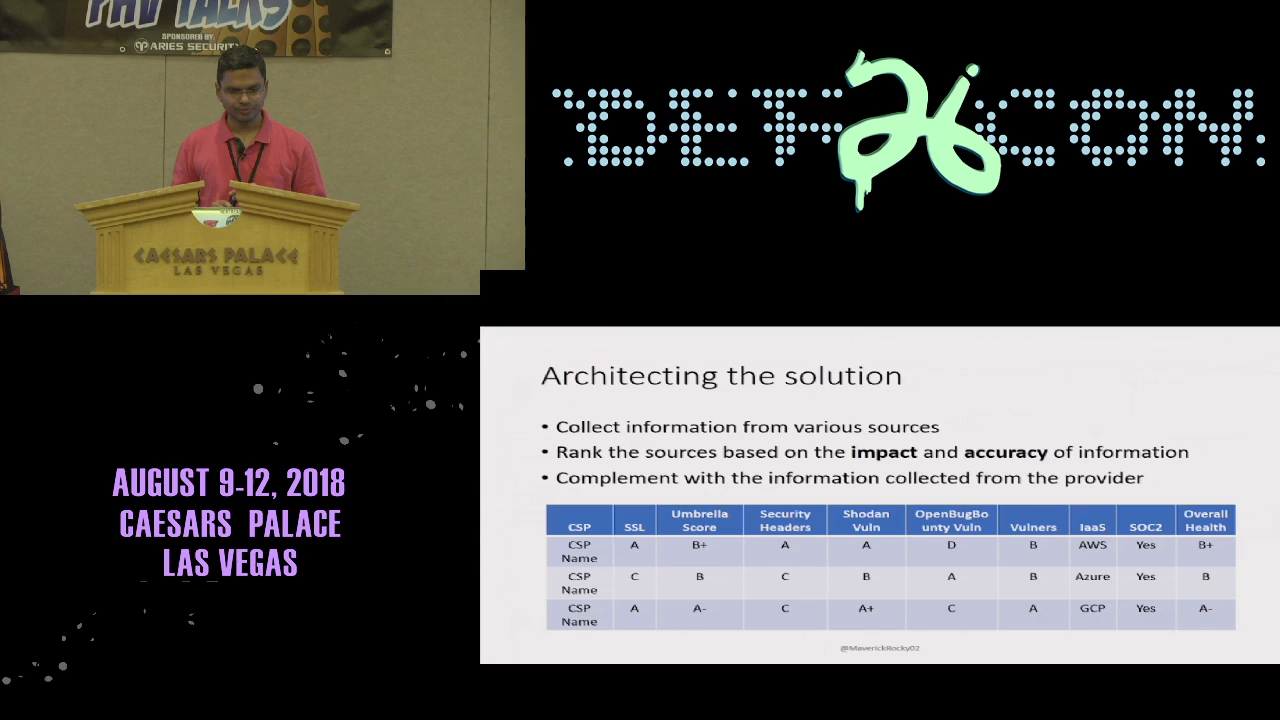 PHV TALKS
SPONSORED BY:
ARIES SECURITY
CAESARS PALACE
LAS VEGAS
DEF 26 CON
AUGUST 9-12, 2018
CAESARS PALACE
LAS VEGAS
Architecting the solution
• Collect information from various sources
• Rank the sources based on the impact and accuracy of information
• Complement with the information collected from the provider
CSP SSL Umbrella Score Security Headers Shodan Vuln OpenBugBo unty Vuln Vulners IaaS SOC2 Overall Health
CSP Name A B+ A A D B AWS Yes B+
CSP Name C B C B A B Azure Yes B
CSP Name A A- C A+ C A GCP Yes A-
@MaverickRocky02